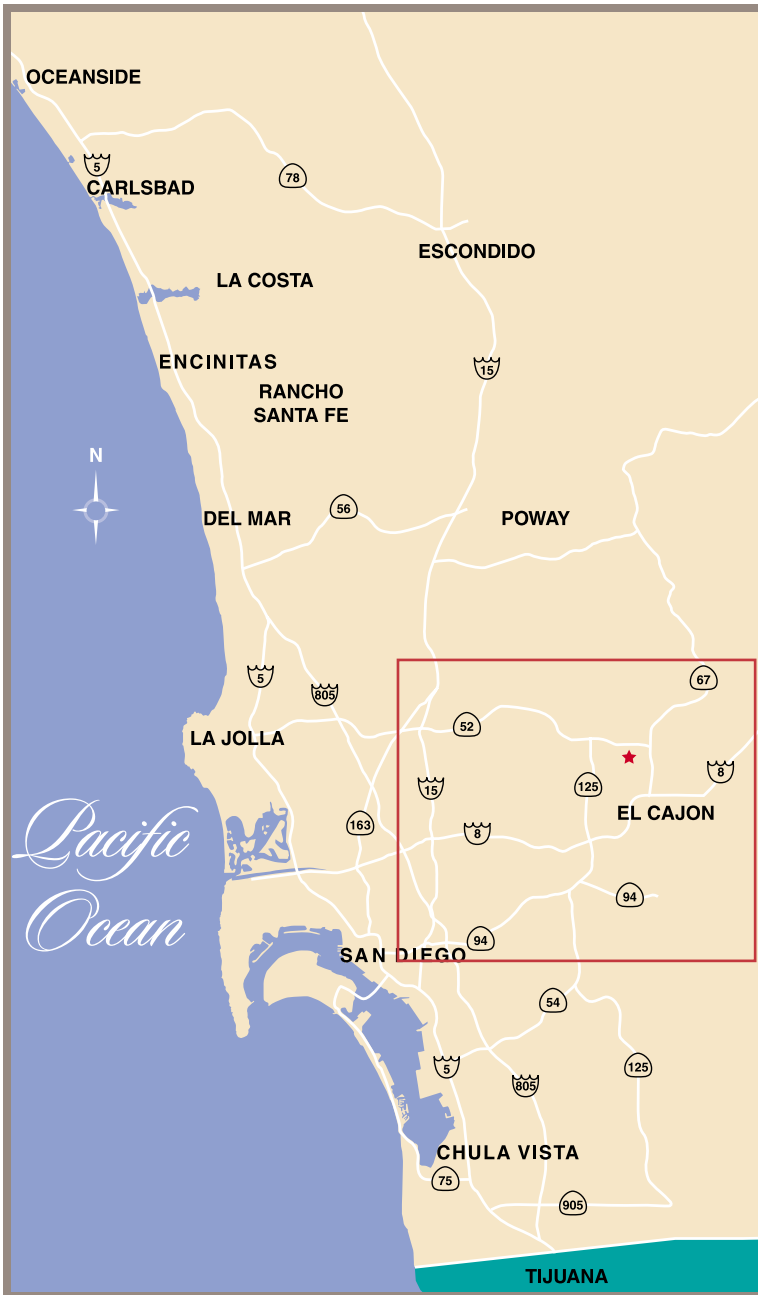 OCEANSIDE
5
CARLSBAD
78
ESCONDIDO
LA COSTA
ENCINITAS
15
RANCHO
SANTA FE
N
DEL MAR
56
POWAY
5
67
805
LA JOLLA
52
8
15
125
EL CAJON
163
8
Pacific
Ocean
94
94
SAN DIEGO
54
5
805
125
CHULA VISTA
75
905
TIJUANA